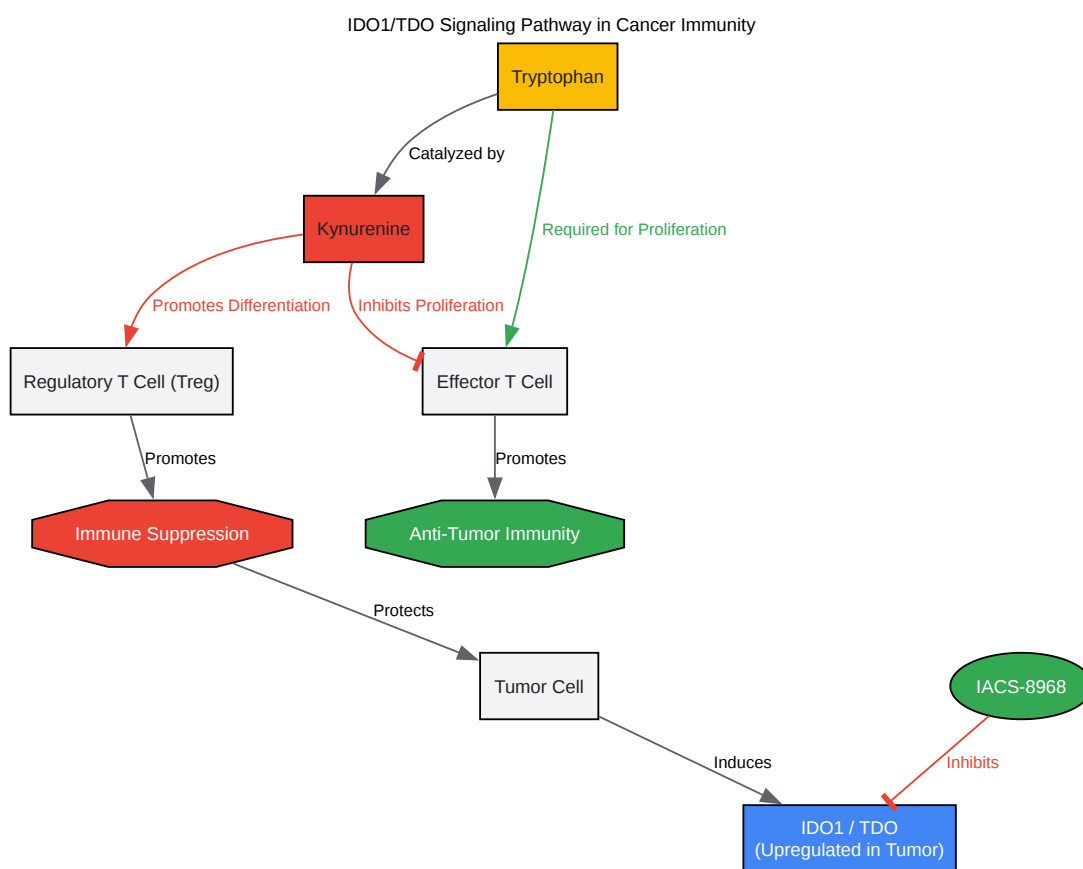 IDO1/TDO Signaling Pathway in Cancer Immunity
Tryptophan
Catalyzed by
Kynurenine
Required for Proliferation
Promotes Differentiation
Inhibits Proliferation
Regulatory T Cell (Treg)
Effector T Cell
Promotes
Promotes
Immune Suppression
Anti-Tumor Immunity
Protects
Tumor Cell
IACS-8968
Induces
Inhibits
IDO1 / TDO
(Upregulated in Tumor)